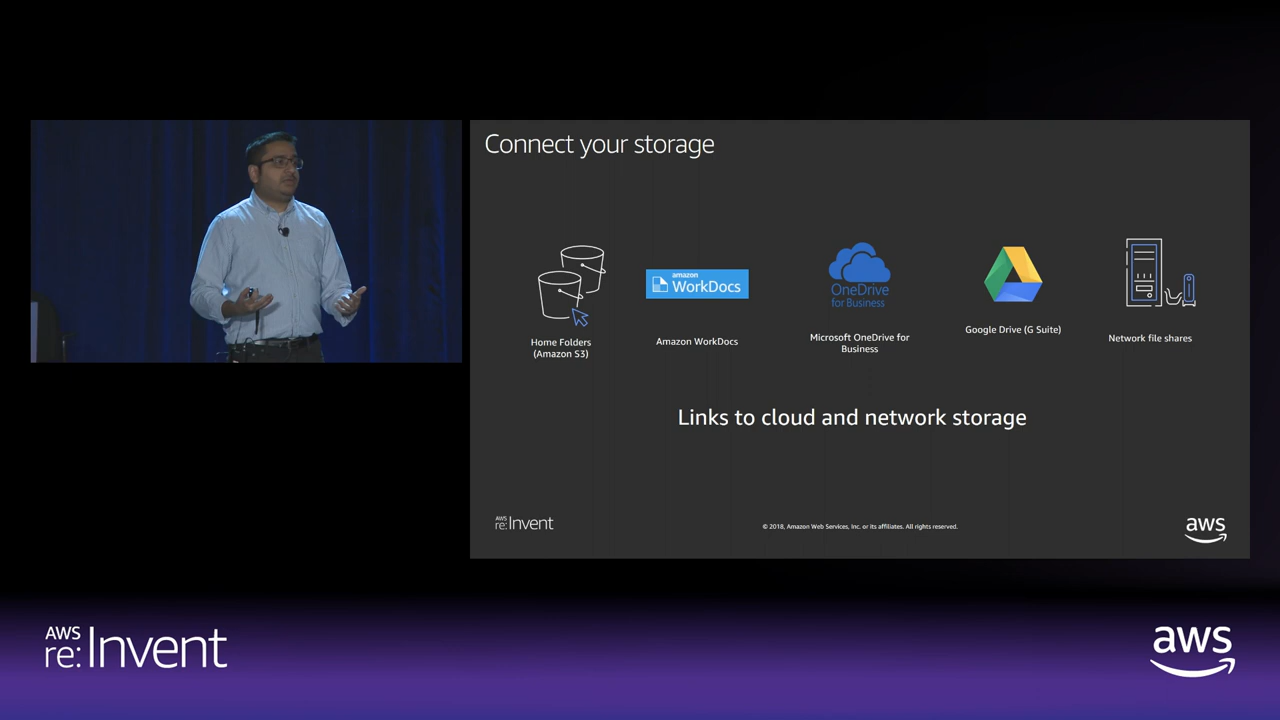 Connect your storage
amazon
WorkDocs
OneDrive
for Business
Home Folders
(Amazon S3)
Amazon WorkDocs
Microsoft OneDrive for
Business
Google Drive (G Suite)
Network file shares
Links to cloud and network storage
AWS
re:Invent
© 2018, Amazon Web Services, Inc. or its affiliates. All rights reserved.
aws
AWS
re:Invent
aws